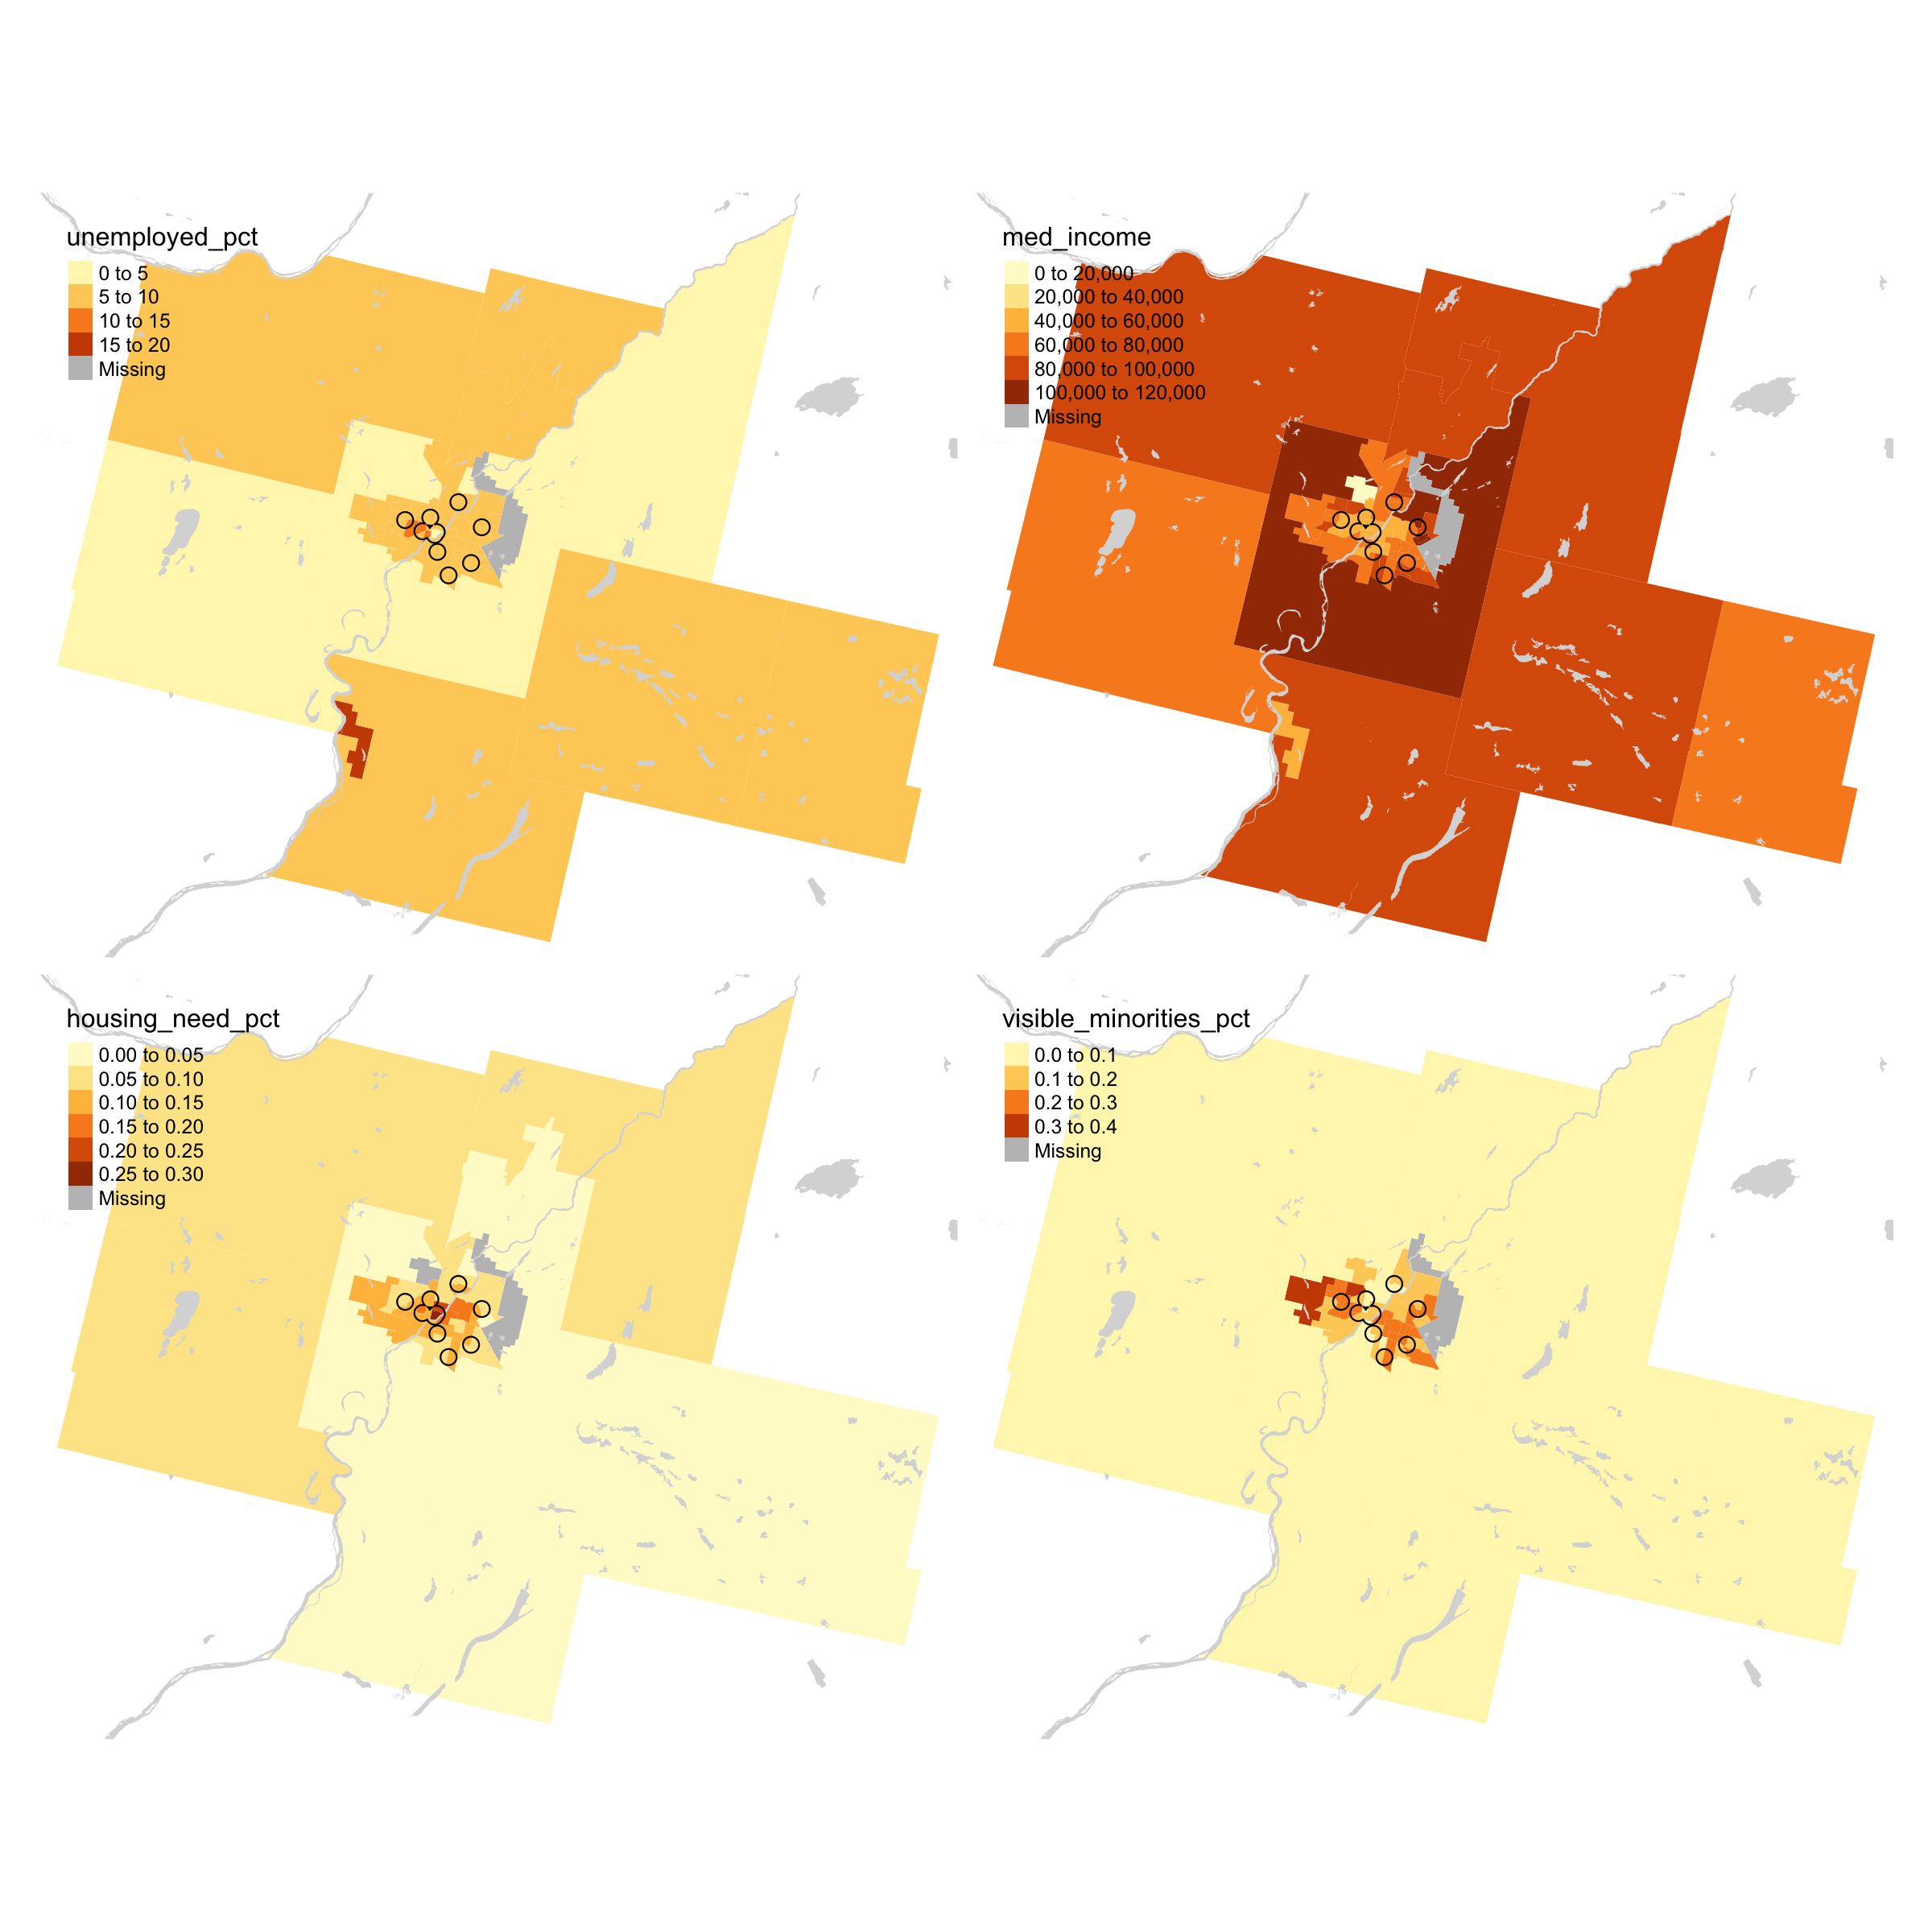 unemployed_pct
0 to 5
5 to 10
10 to 15
15 to 20
Missing
med_income
0 to 20,000
20,000 to 40,000
40,000 to 60,000
60,000 to 80,000
80,000 to 100,000
100,000 to 120,000
Missing
housing_need_pct
0.00 to 0.05
0.05 to 0.10
0.10 to 0.15
0.15 to 0.20
0.20 to 0.25
0.25 to 0.30
Missing
visible_minorities_pct
0.0 to 0.1
0.1 to 0.2
0.2 to 0.3
0.3 to 0.4
Missing